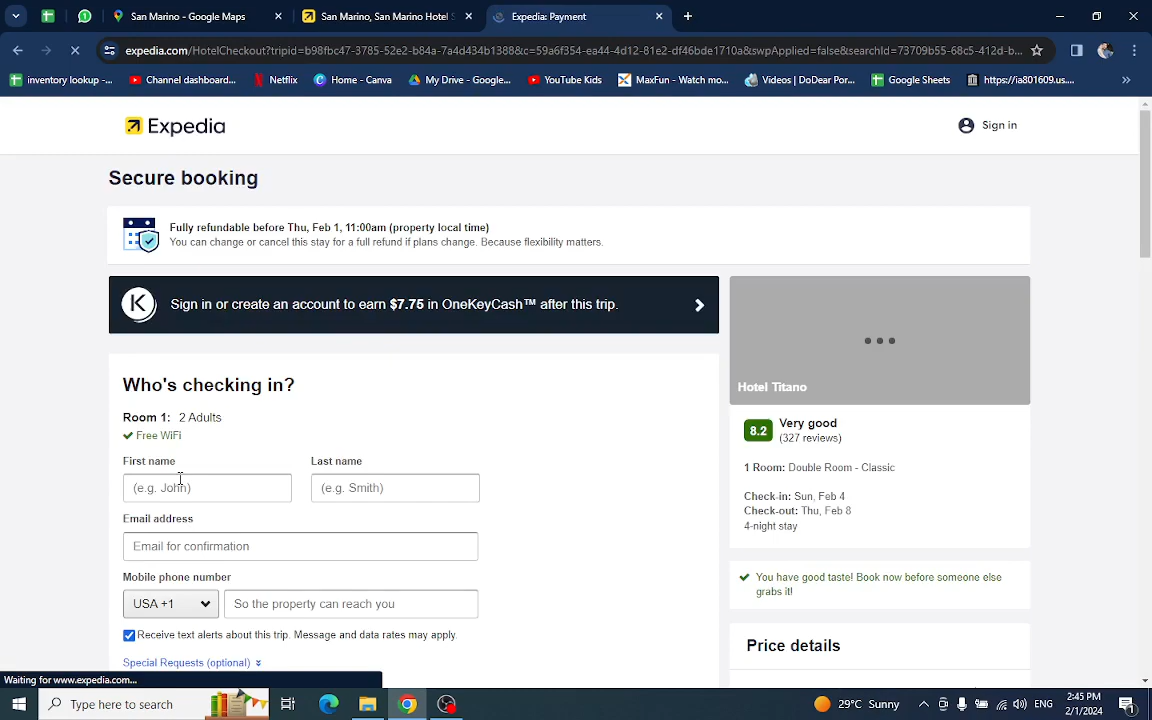 San Marino - Google Maps
San Marino, San Marino Hotel S
Expedia: Payment
expedia.com/HotelCheckout?tripid=b98fbc47-3785-52e2-b84a-7a4d434b1388&c=59a6f354-ea44-4d12-81e2-df46bde1710a&swpApplied=false&searchId=73709b55-68c5-412d-b...
inventory lookup -...
Channel dashboard...
Netflix
Home - Canva
My Drive - Google...
YouTube Kids
MaxFun - Watch mo...
Videos | DoDear Por...
Google Sheets
https://ia801609.us....
Expedia
Sign in
Secure booking
Fully refundable before Thu, Feb 1, 11:00am (property local time)
You can change or cancel this stay for a full refund if plans change. Because flexibility matters.
K
Sign in or create an account to earn $7.75 in OneKeyCash™ after this trip.
Who's checking in?
Room 1: 2 Adults
Free WiFi
First name
Last name
(e.g. John)
(e.g. Smith)
Email address
Email for confirmation
Mobile phone number
USA +1
So the property can reach you
Receive text alerts about this trip. Message and data rates may apply.
Special Requests (optional)
Hotel Titano
8.2
Very good
(327 reviews)
1 Room: Double Room - Classic
Check-in: Sun, Feb 4
Check-out: Thu, Feb 8
4-night stay
You have good taste! Book now before someone else
grabs it!
Price details
Waiting for www.expedia.com...
Type here to search
29°C Sunny
ENG
2:45 PM
2/1/2024
1